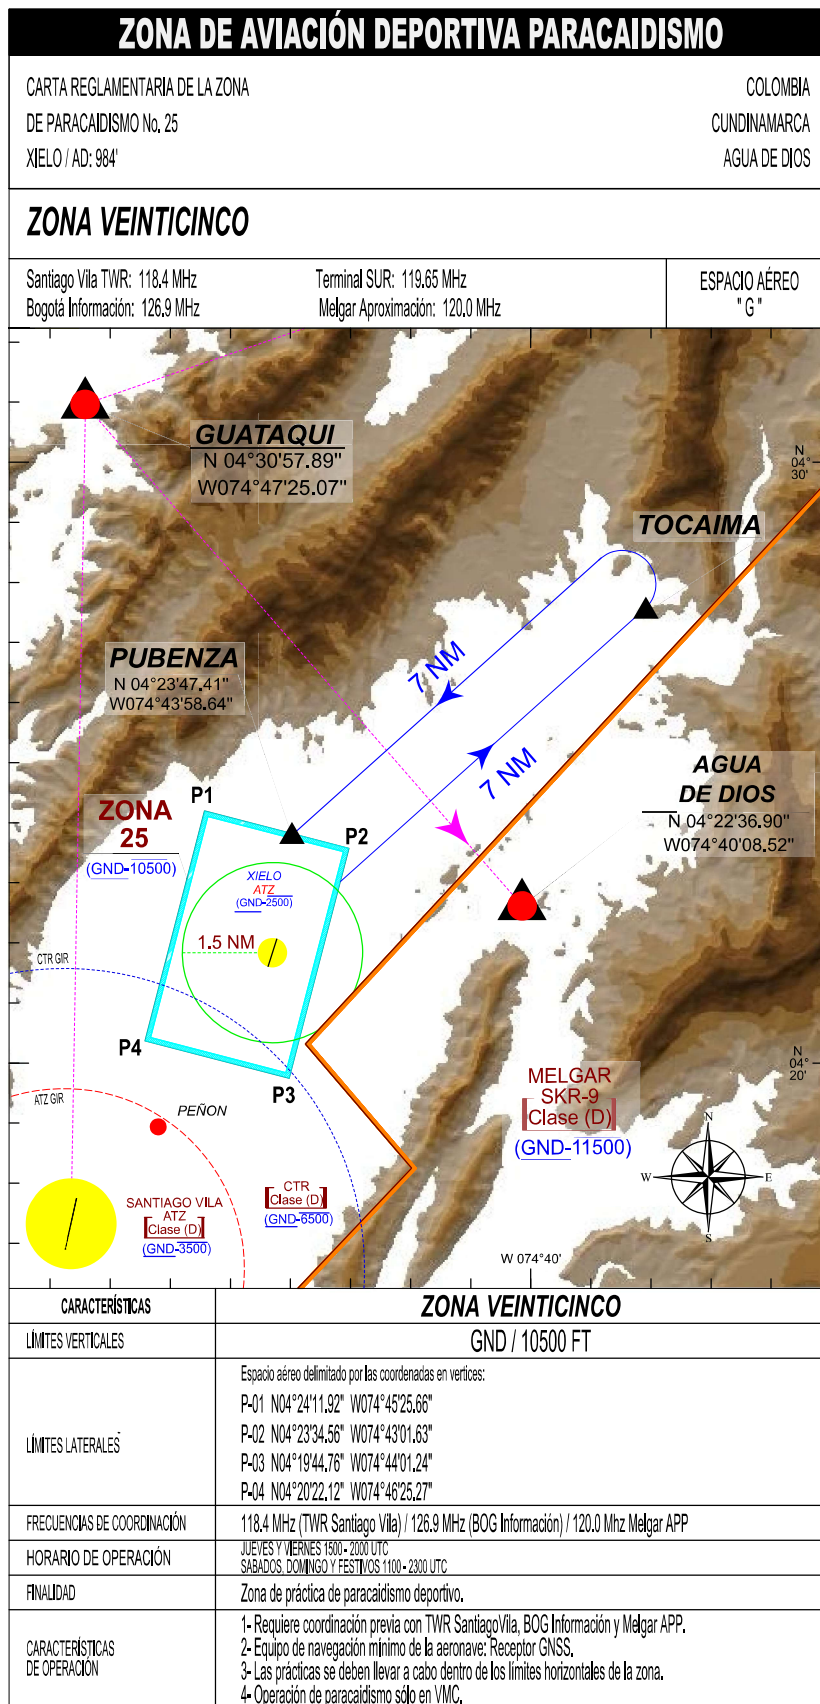 ZONA DE AVIACIÓN DEPORTIVA PARACAIDISMO
CARTA REGLAMENTARIA DE LA ZONA
DE PARACAIDISMO No. 25
XIELO / AD: 984'
COLOMBIA
CUNDINAMARCA
AGUA DE DIOS
ZONA VEINTICINCO
Santiago Vila TWR: 118.4 MHz
Bogotá Información: 126.9 MHz
Terminal SUR: 119.65 MHz
Melgar Aproximación: 120.0 MHz
ESPACIO AÉREO
" G "
GUATAQUI
N 04°30'57.89"
W074°47'25.07"
N
04°
30'
TOCAIMA
PUBENZA
N 04°23'47.41"
W074°43'58.64"
7 NM
7 NM
AGUA
DE DIOS
N 04°22'36.90"
W074°40'08.52"
P1
P2
ZONA
25
(GND-10500)
XIELO
ATZ
(GND-2500)
1.5 NM
CTR GIR
P4
P3
N
04°
20'
MELGAR
SKR-9
[Clase (D)]
(GND-11500)
ATZ GIR
PEÑON
SANTIAGO VILA
ATZ
[Clase (D)]
(GND-3500)
CTR
[Clase (D)]
(GND-6500)
N
W
E
S
W 074°40'
CARACTERÍSTICAS
ZONA VEINTICINCO
LÍMITES VERTICALES
GND / 10500 FT
LÍMITES LATERALES
Espacio aéreo delimitado por las coordenadas en vertices:
P-01 N04°24'11.92" W074°45'25.66"
P-02 N04°23'34.56" W074°43'01.63"
P-03 N04°19'44.76" W074°44'01.24"
P-04 N04°20'22.12" W074°46'25.27"
FRECUENCIAS DE COORDINACIÓN
118.4 MHz (TWR Santiago Vila) / 126.9 MHz (BOG Información) / 120.0 Mhz Melgar APP
HORARIO DE OPERACIÓN
JUEVES Y VIERNES 1500 - 2000 UTC
SABADOS, DOMINGO Y FESTIVOS 1100 - 2300 UTC
FINALIDAD
Zona de práctica de paracaidismo deportivo.
CARACTERÍSTICAS
DE OPERACIÓN
1- Requiere coordinación previa con TWR SantiagoVila, BOG Información y Melgar APP.
2- Equipo de navegación mínimo de la aeronave: Receptor GNSS.
3- Las prácticas se deben llevar a cabo dentro de los límites horizontales de la zona.
4- Operación de paracaidismo sólo en VMC.